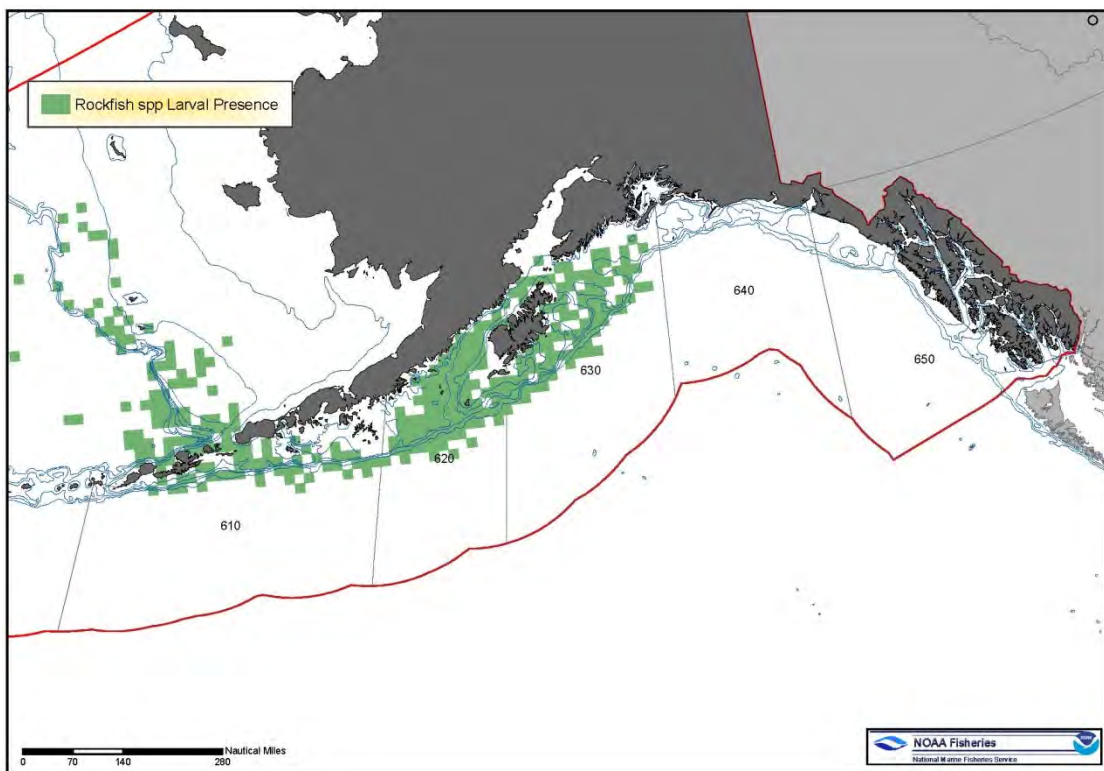 Rockfish spp Larval Presence
640
650
630
620
610
Nautical Miles
0 70 140 280
NOAA Fisheries
National Marine Fisheries Service